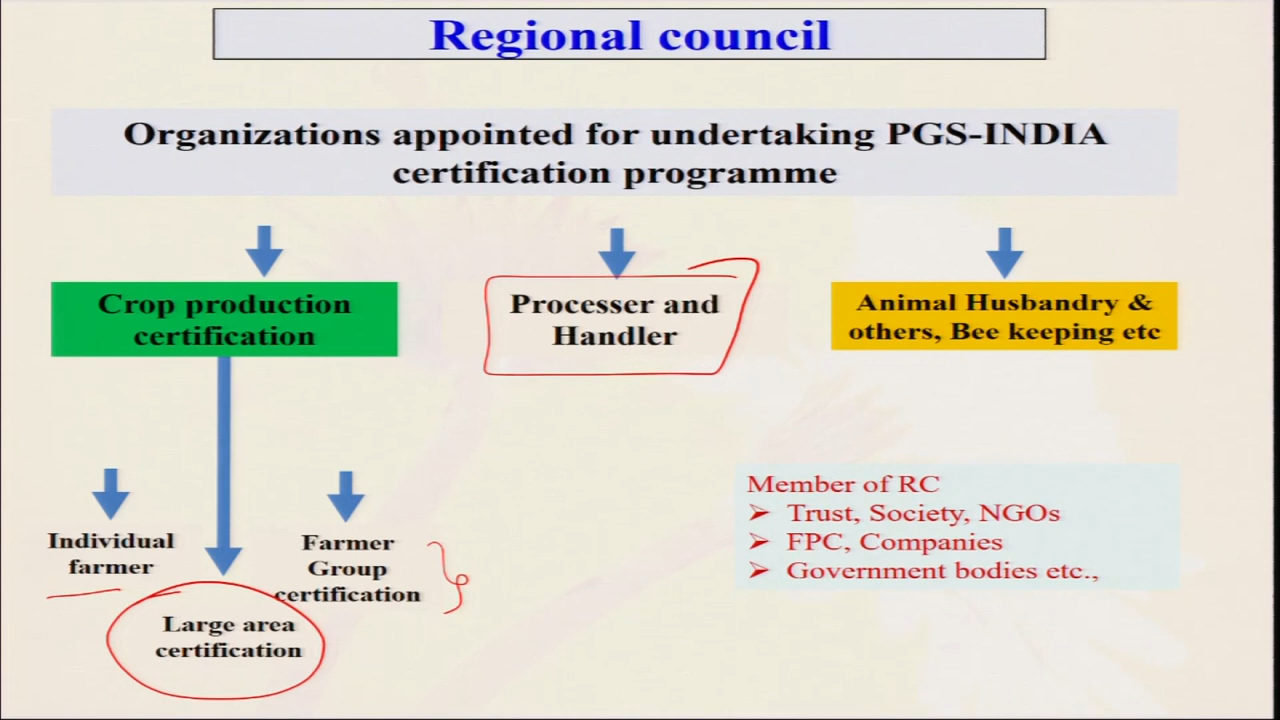 Regional council
Organizations appointed for undertaking PGS-INDIA
certification programme
Crop production
certification
Processer and
Handler
Animal Husbandry &
others, Bee keeping etc
Individual
farmer
Farmer
Group
certification
Large area
certification
Member of RC
➢ Trust, Society, NGOs
➢ FPC, Companies
➢ Government bodies etc.,